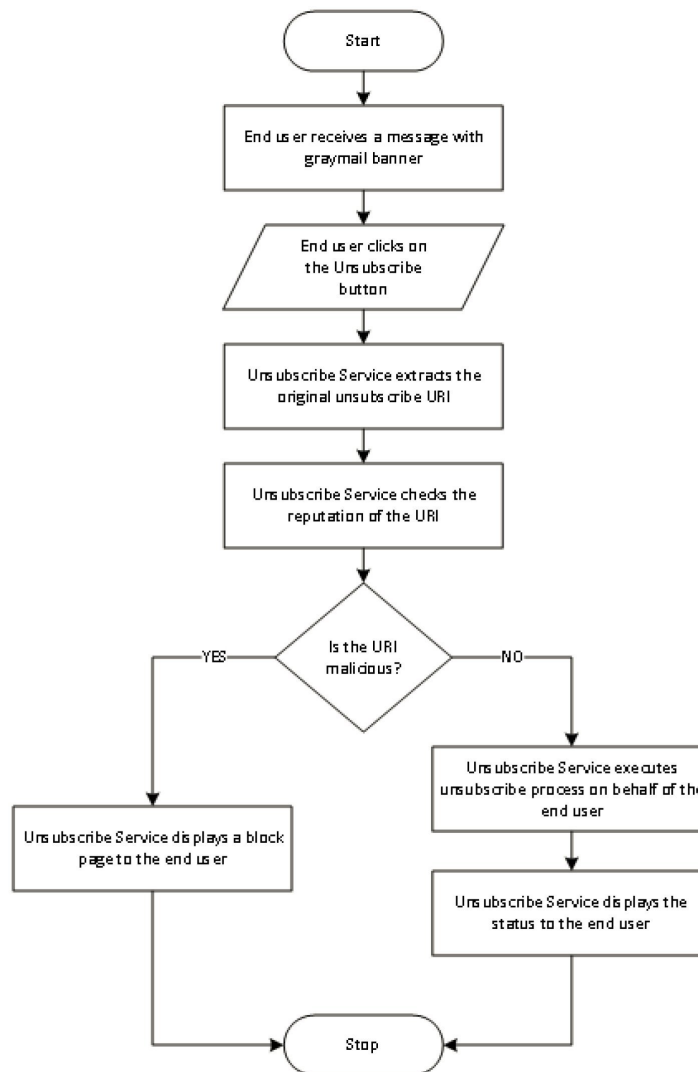 Start
End user receives a message with
graymail banner
End user clicks on
the Unsubscribe
button
Unsubscribe Service extracts the
original unsubscribe URI
Unsubscribe Service checks the
reputation of the URI
Is the URI
malicious?
YES
NO
Unsubscribe Service executes
unsubscribe process on behalf of the
end user
Unsubscribe Service displays a block
page to the end user
Unsubscribe Service displays the
status to the end user
Stop